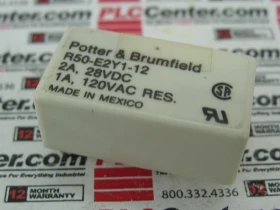 PLCCenter
Potter & Brumfield
R50-E2Y1-12
2A, 28VDC
1A, 120VAC RES.
MADE IN MEXICO
12 MONTH WARRANTY
800.332.4336